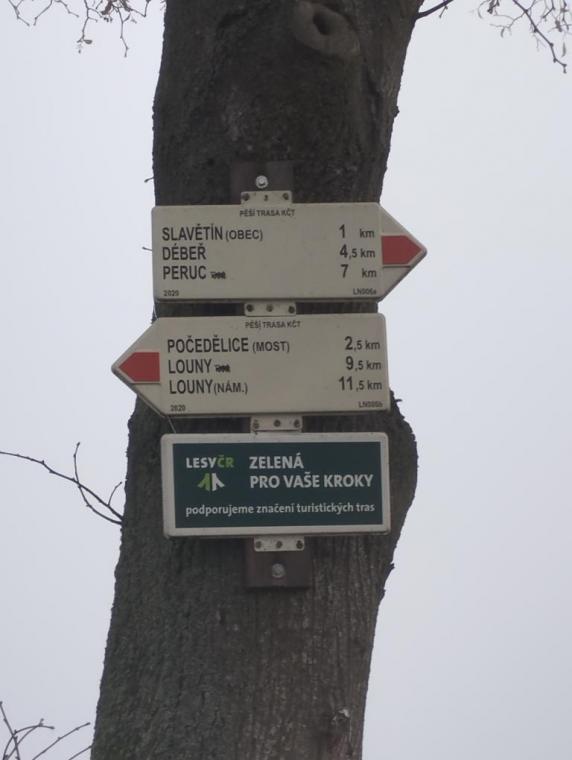 PĚŠÍ TRASA KČT
SLAVĚTÍN (OBEC) 1 km
DÉBEŘ 4,5 km
PERUC 7 km
2020 LN006a
PĚŠÍ TRASA KČT
POČEDĚLICE (MOST) 2,5 km
LOUNY 9,5 km
LOUNY (NÁM.) 11,5 km
2020 LN006b
LESY ČR ZELENÁ
PRO VAŠE KROKY
podporujeme značení turistických tras